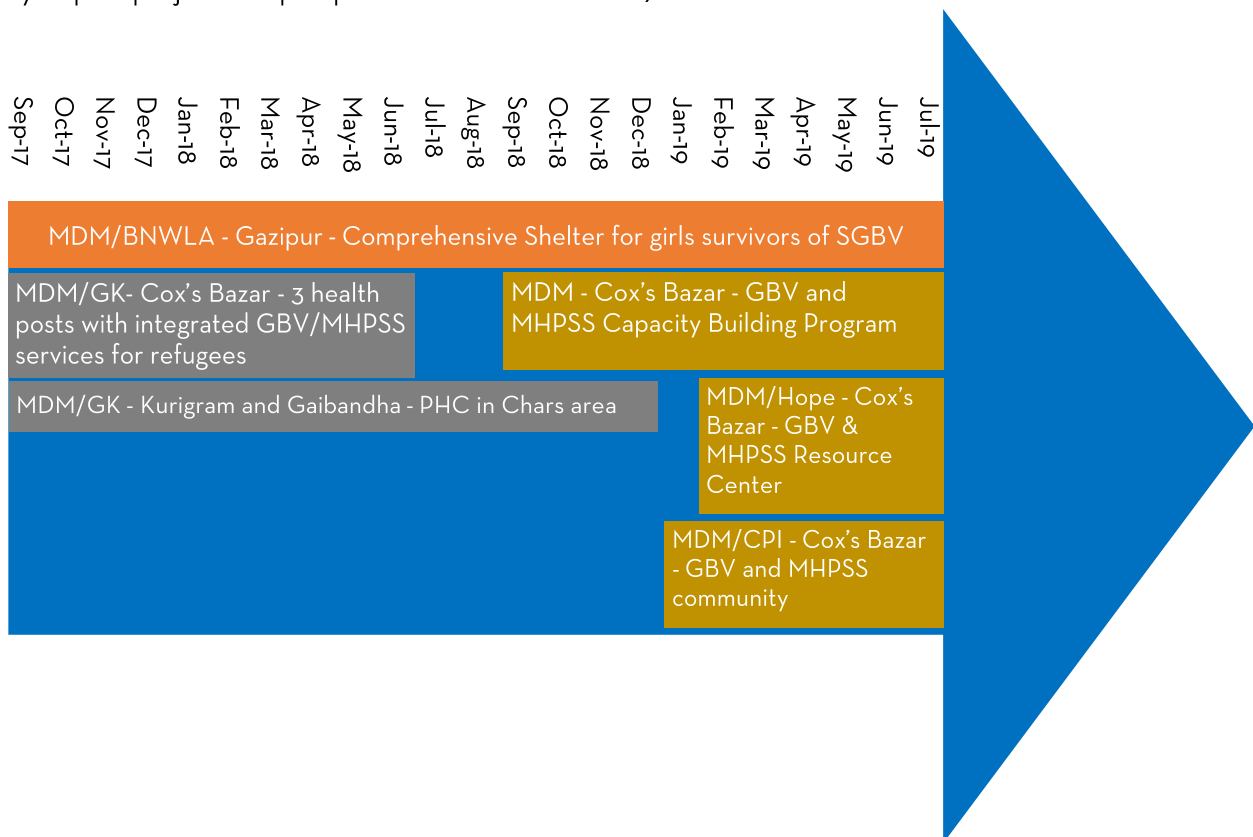 Sep-17
Oct-17
Nov-17
Dec-17
Jan-18
Feb-18
Mar-18
Apr-18
May-18
Jun-18
Jul-18
Aug-18
Sep-18
Oct-18
Nov-18
Dec-18
Jan-19
Feb-19
Mar-19
Apr-19
May-19
Jun-19
Jul-19
MDM/BNWLA - Gazipur - Comprehensive Shelter for girls survivors of SGBV
MDM/GK- Cox's Bazar - 3 health
posts with integrated GBV/MHPSS
services for refugees
MDM - Cox's Bazar - GBV and
MHPSS Capacity Building Program
MDM/GK - Kurigram and Gaibandha - PHC in Chars area
MDM/Hope - Cox's
Bazar - GBV &
MHPSS Resource
Center
MDM/CPI - Cox's Bazar
- GBV and MHPSS
community